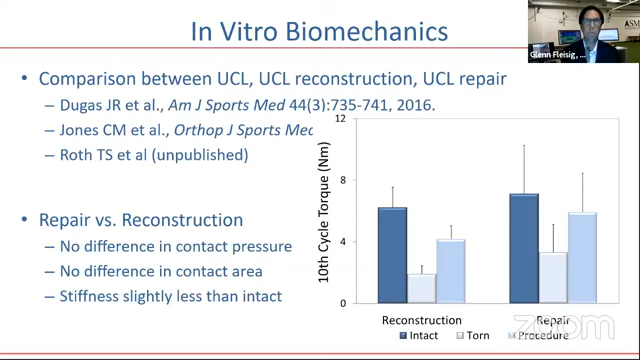 In Vitro Biomechanics
ASM
Glenn Fleisig, ...
• Comparison between UCL, UCL reconstruction, UCL repair
– Dugas JR et al., Am J Sports Med 44(3):735-741, 2016.
– Jones CM et al., Orthop J Sports Med
– Roth TS et al (unpublished)
• Repair vs. Reconstruction
– No difference in contact pressure
– No difference in contact area
– Stiffness slightly less than intact
10th Cycle Torque (Nm)
12
8
4
0
Reconstruction
Repair
Intact
Torn
Procedure
zoom